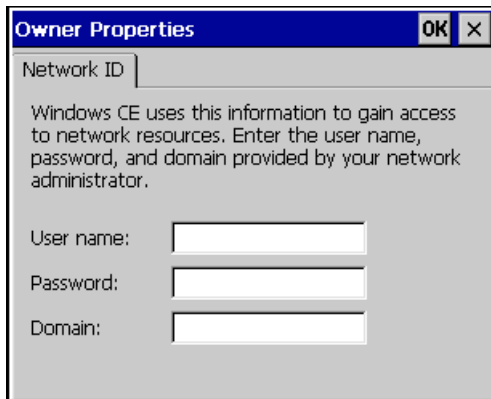 Owner Properties OK ×
Network ID
Windows CE uses this information to gain access
to network resources. Enter the user name,
password, and domain provided by your network
administrator.
User name:
Password:
Domain: